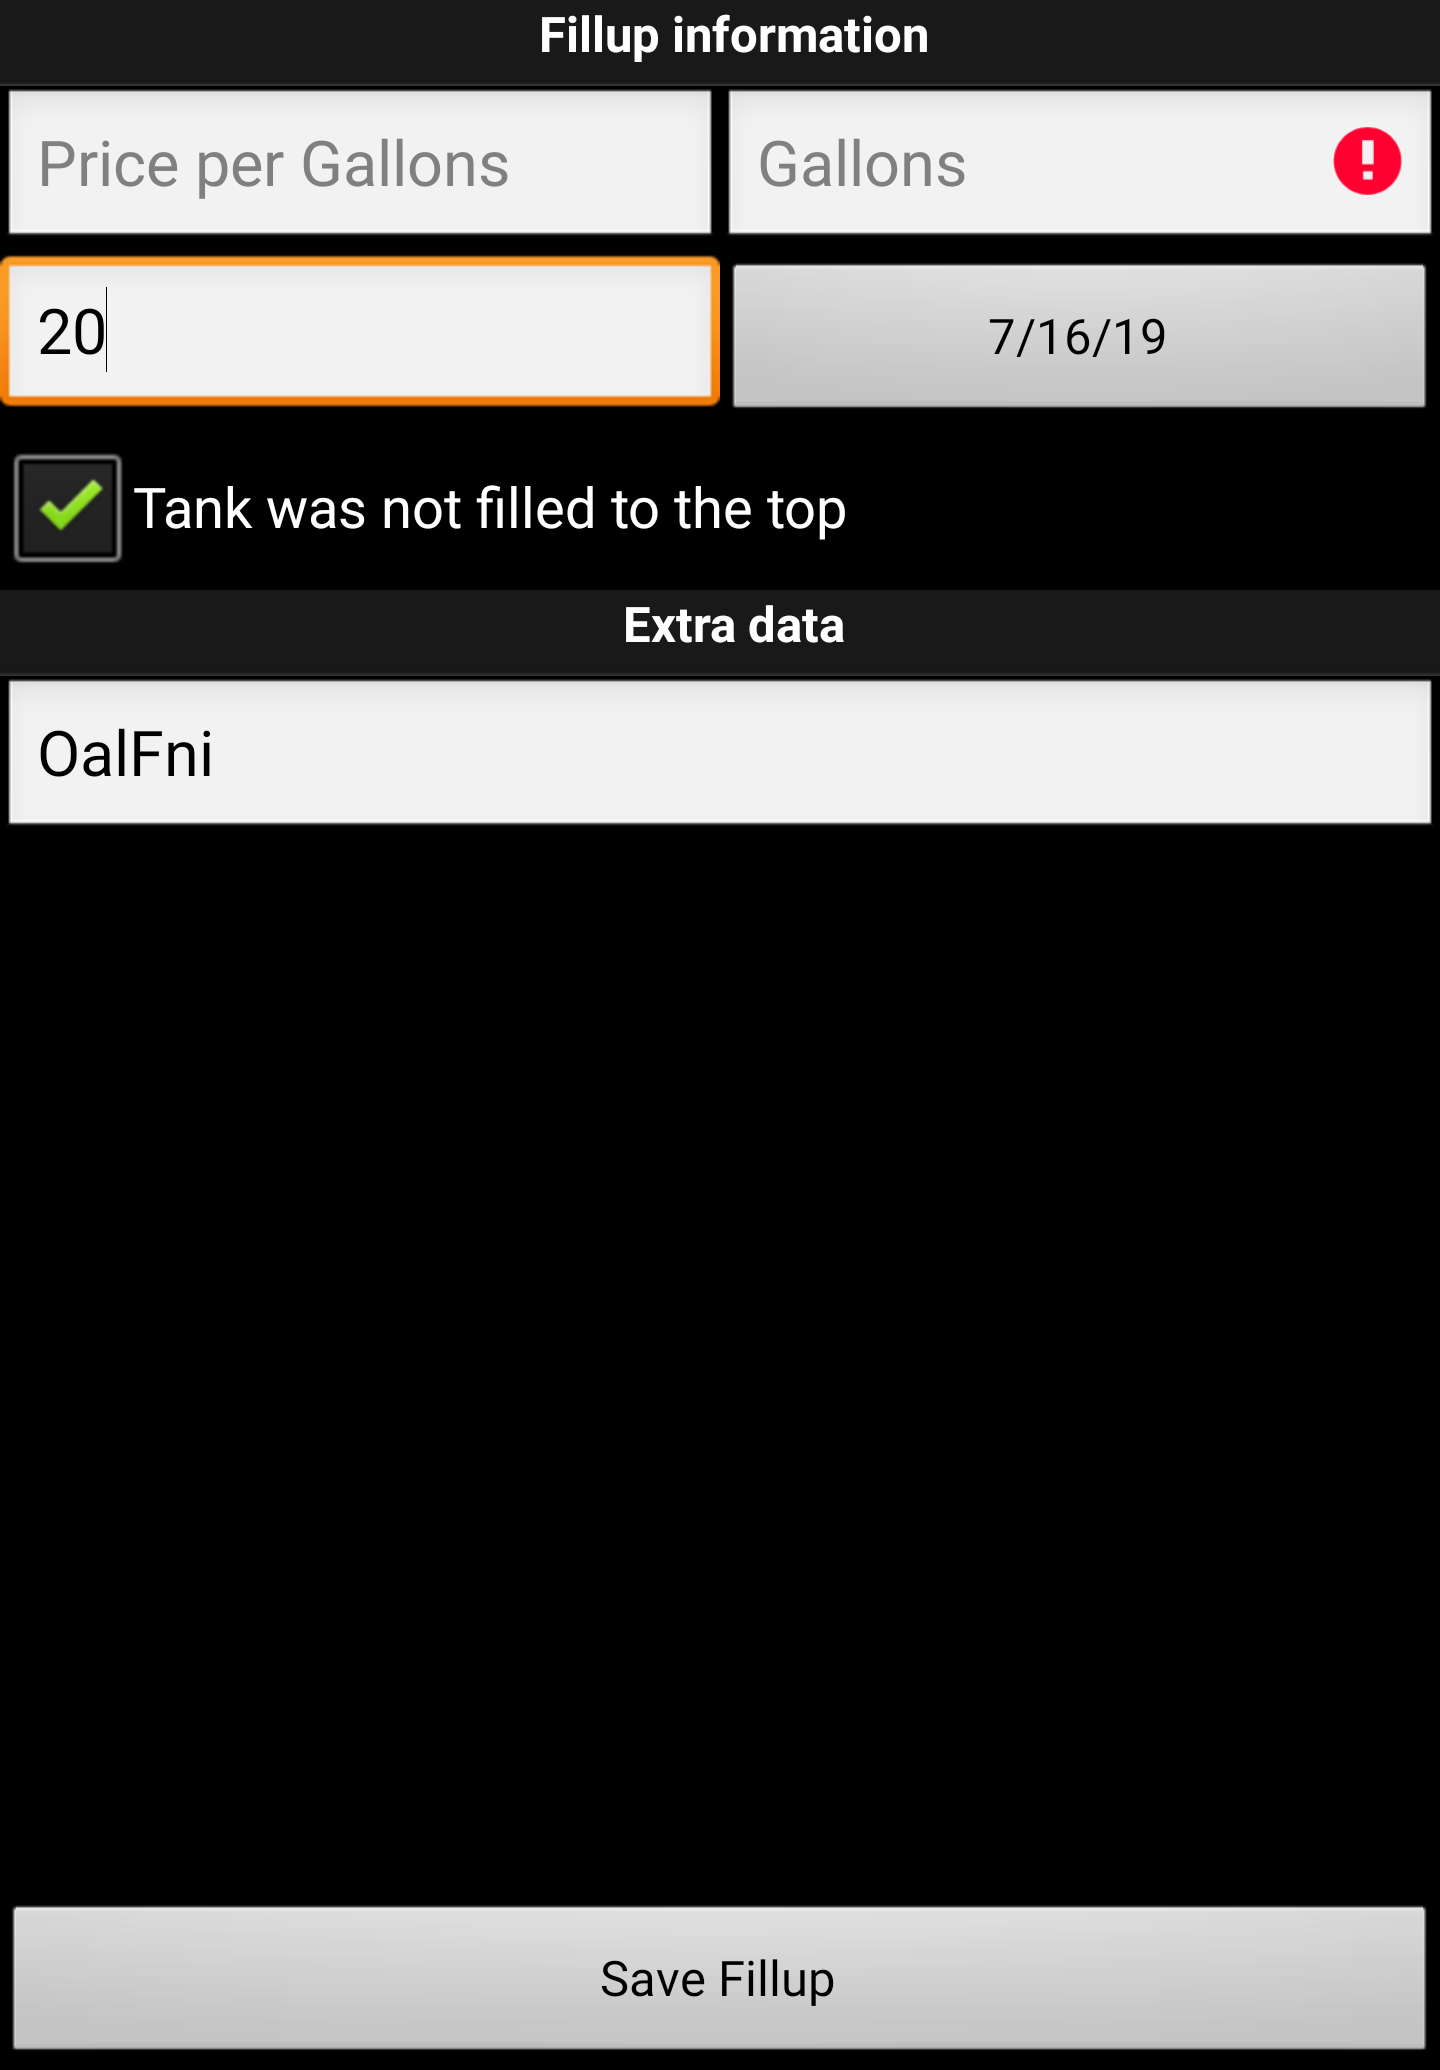 Fillup information
Price per Gallons
Gallons
20
7/16/19
Tank was not filled to the top
Extra data
OalFni
Save Fillup